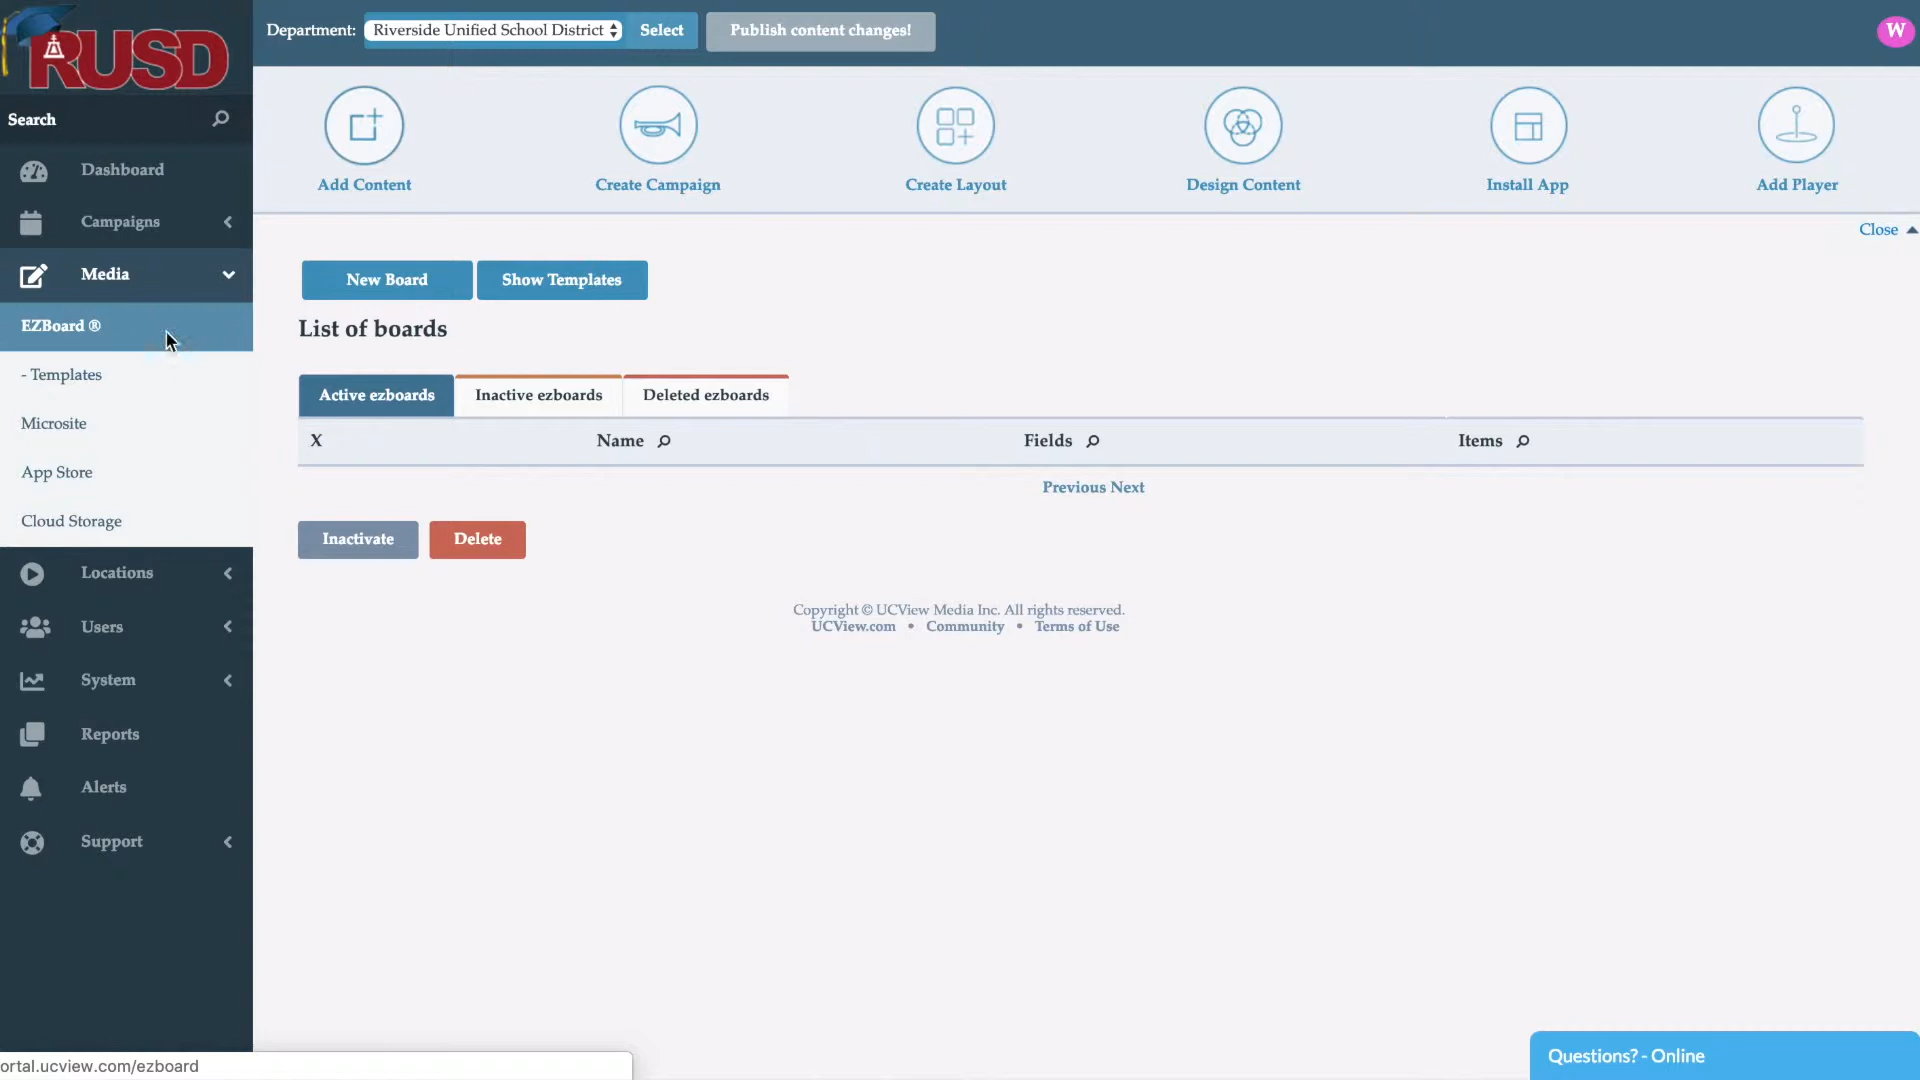 RUSD
Department: Riverside Unified School District Select Publish content changes! W
Search
Add Content Create Campaign Create Layout Design Content Install App Add Player
Dashboard
Campaigns
Close
Media
New Board Show Templates
EZBoard ®
List of boards
- Templates
Active ezboards Inactive ezboards Deleted ezboards
Microsite
X Name Fields Items
App Store
Previous Next
Cloud Storage
Inactivate Delete
Locations
Copyright © UCView Media Inc. All rights reserved.
UCView.com • Community • Terms of Use
Users
System
Reports
Alerts
Support
Questions? - Online
ortal.ucview.com/ezboard